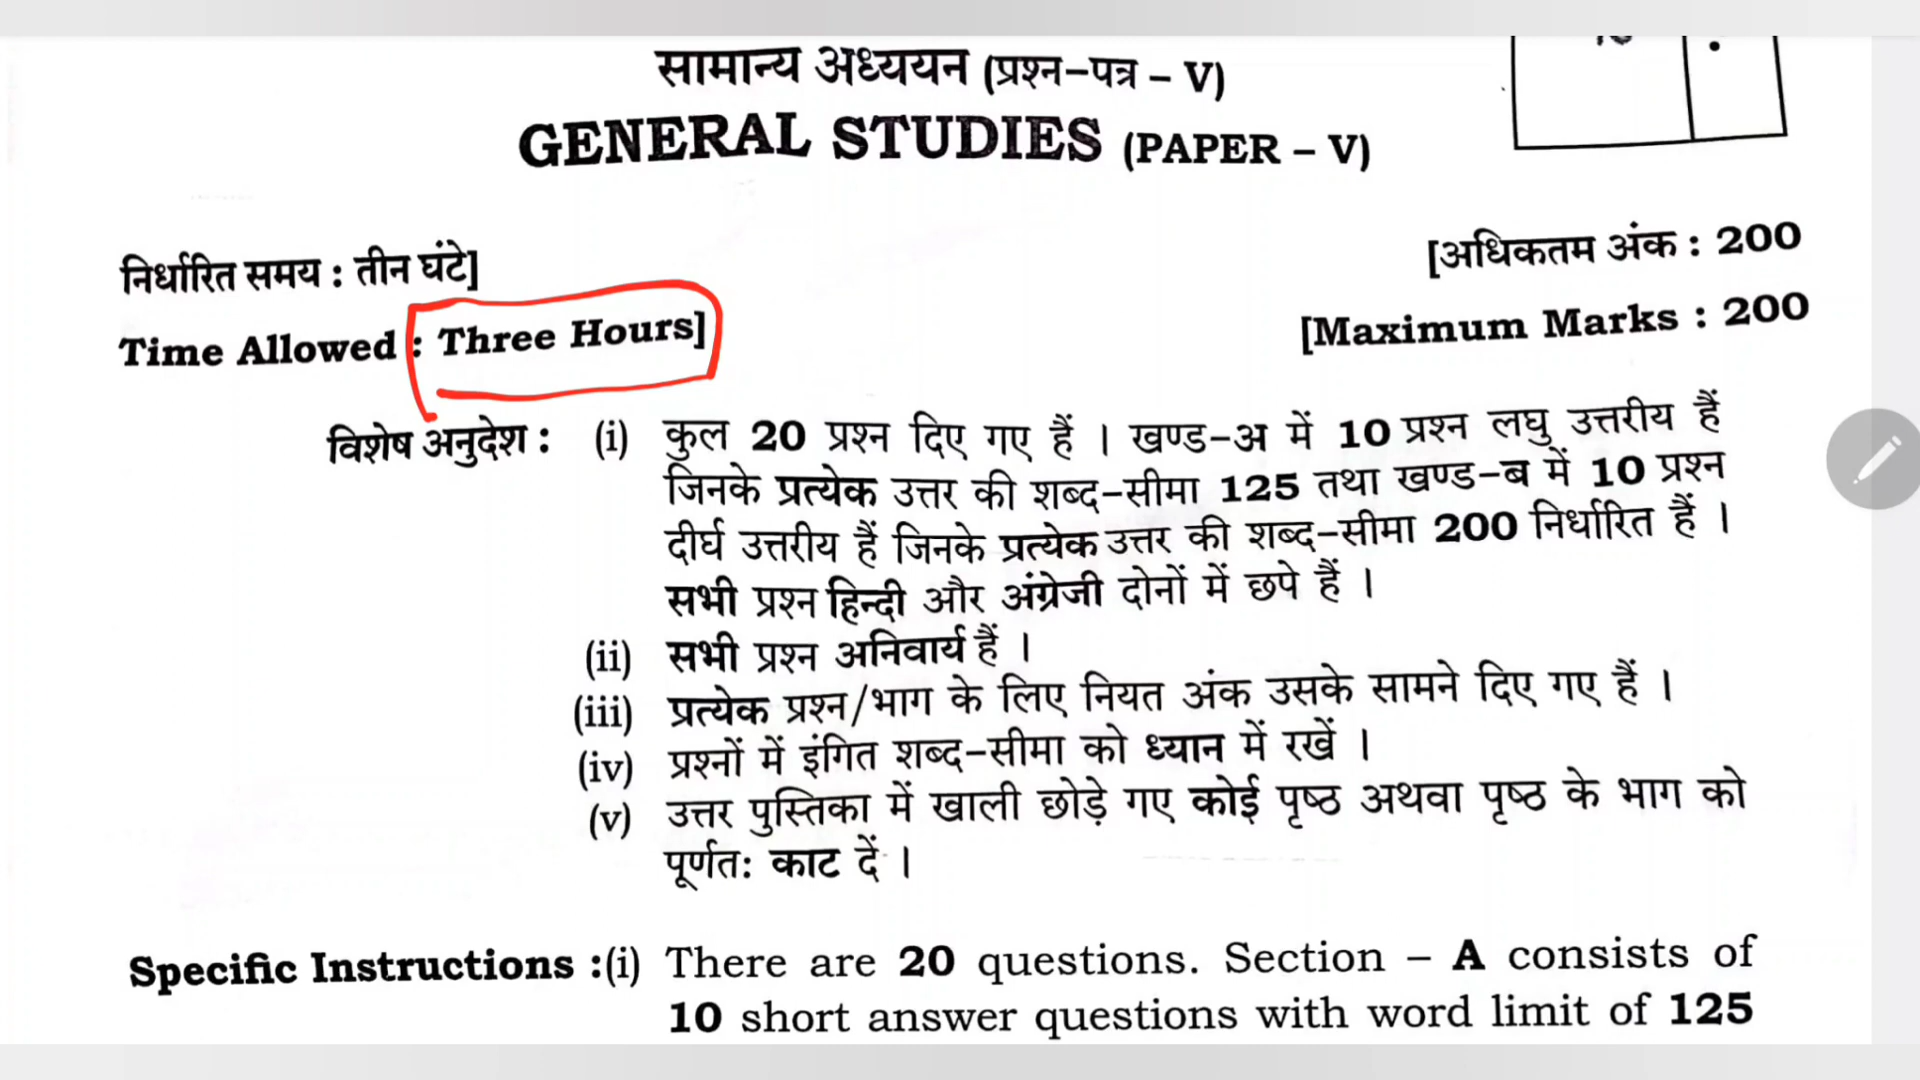 सामान्य अध्ययन (प्रश्न-पत्र – V)
GENERAL STUDIES (PAPER – V)
निर्धारित समय : तीन घंटे]
[अधिकतम अंक : 200
Time Allowed : Three Hours]
[Maximum Marks : 200
विशेष अनुदेश : (i) कुल 20 प्रश्न दिए गए हैं । खण्ड-अ में 10 प्रश्न लघु उत्तरीय हैं
जिनके प्रत्येक उत्तर की शब्द-सीमा 125 तथा खण्ड-ब में 10 प्रश्न
दीर्घ उत्तरीय हैं जिनके प्रत्येक उत्तर की शब्द-सीमा 200 निर्धारित हैं ।
सभी प्रश्न हिन्दी और अंग्रेजी दोनों में छपे हैं ।
(ii) सभी प्रश्न अनिवार्य हैं ।
(iii) प्रत्येक प्रश्न/भाग के लिए नियत अंक उसके सामने दिए गए हैं ।
(iv) प्रश्नों में इंगित शब्द-सीमा को ध्यान में रखें ।
(v) उत्तर पुस्तिका में खाली छोड़े गए कोई पृष्ठ अथवा पृष्ठ के भाग को
पूर्णतः काट दें ।
Specific Instructions :(i) There are 20 questions. Section – A consists of
10 short answer questions with word limit of 125